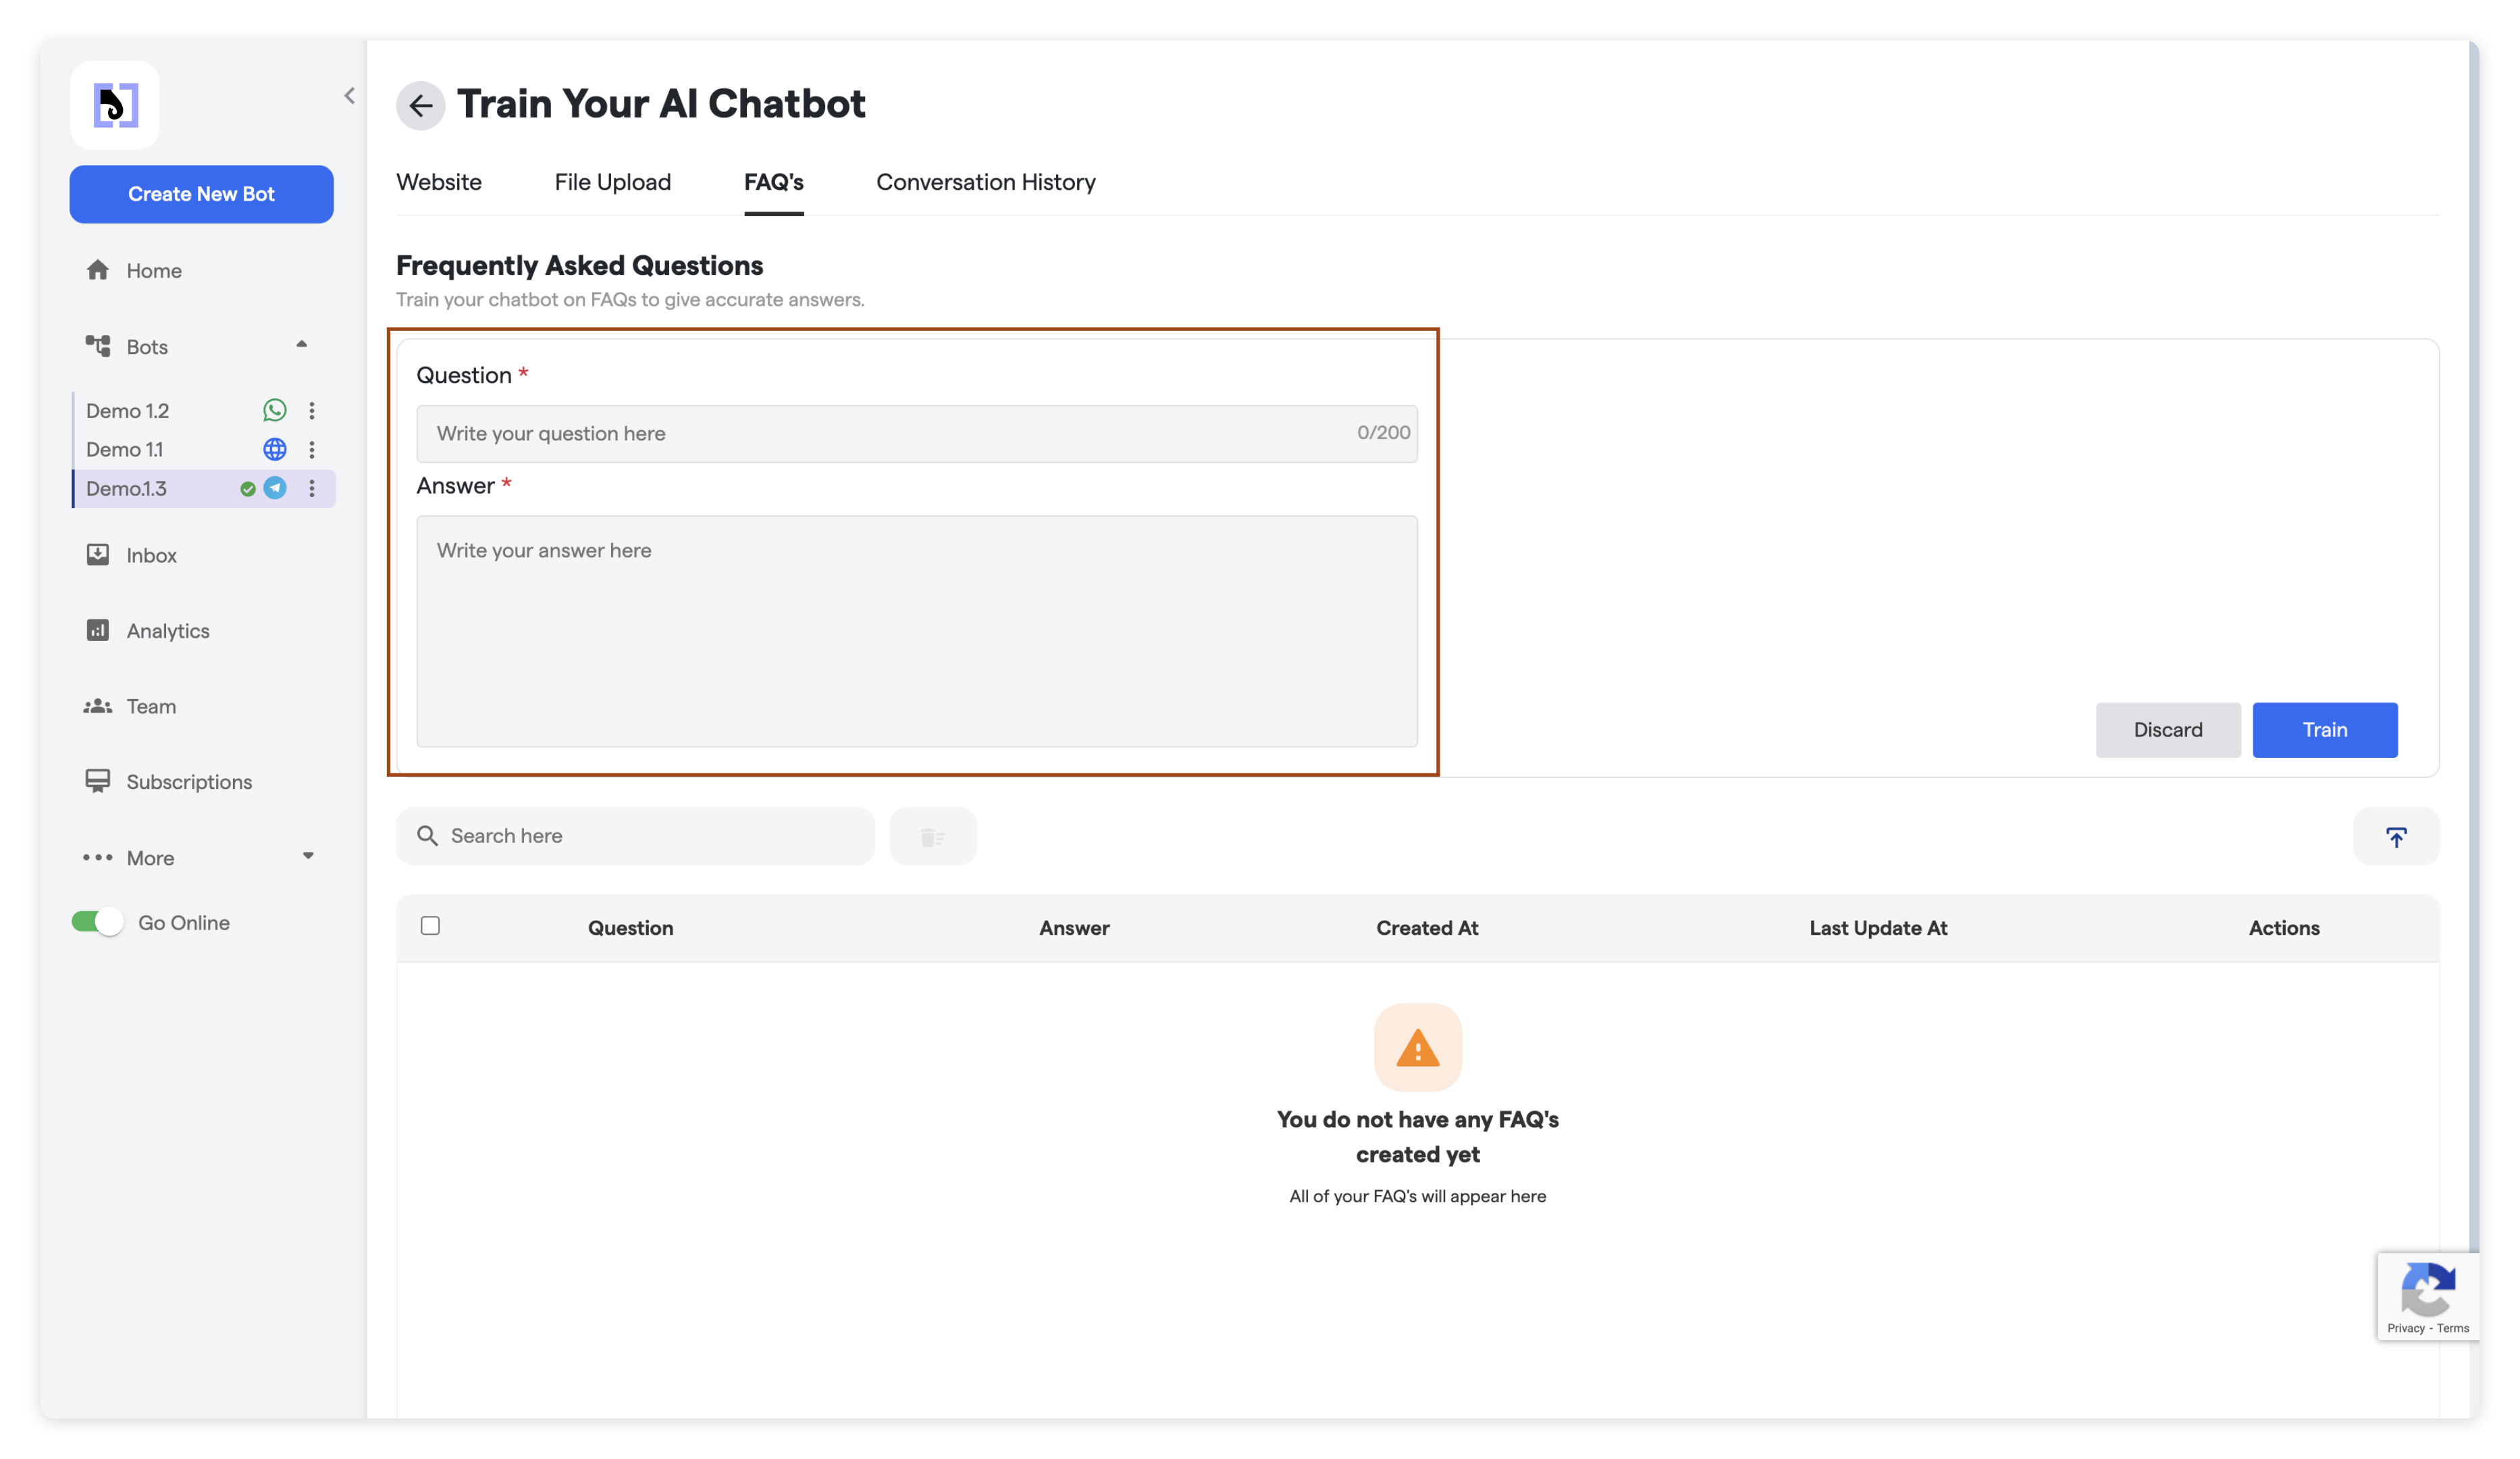 Train Your AI Chatbot
Create New Bot
Home
Bots
Demo 1.2
Demo 1.1
Demo.1.3
Inbox
Analytics
Team
Subscriptions
More
Go Online
Website File Upload FAQ's Conversation History
Frequently Asked Questions
Train your chatbot on FAQs to give accurate answers.
Question *
Write your question here 0/200
Answer *
Write your answer here
Discard Train
Search here
Question Answer Created At Last Update At Actions
You do not have any FAQ's
created yet
All of your FAQ's will appear here
Privacy - Terms